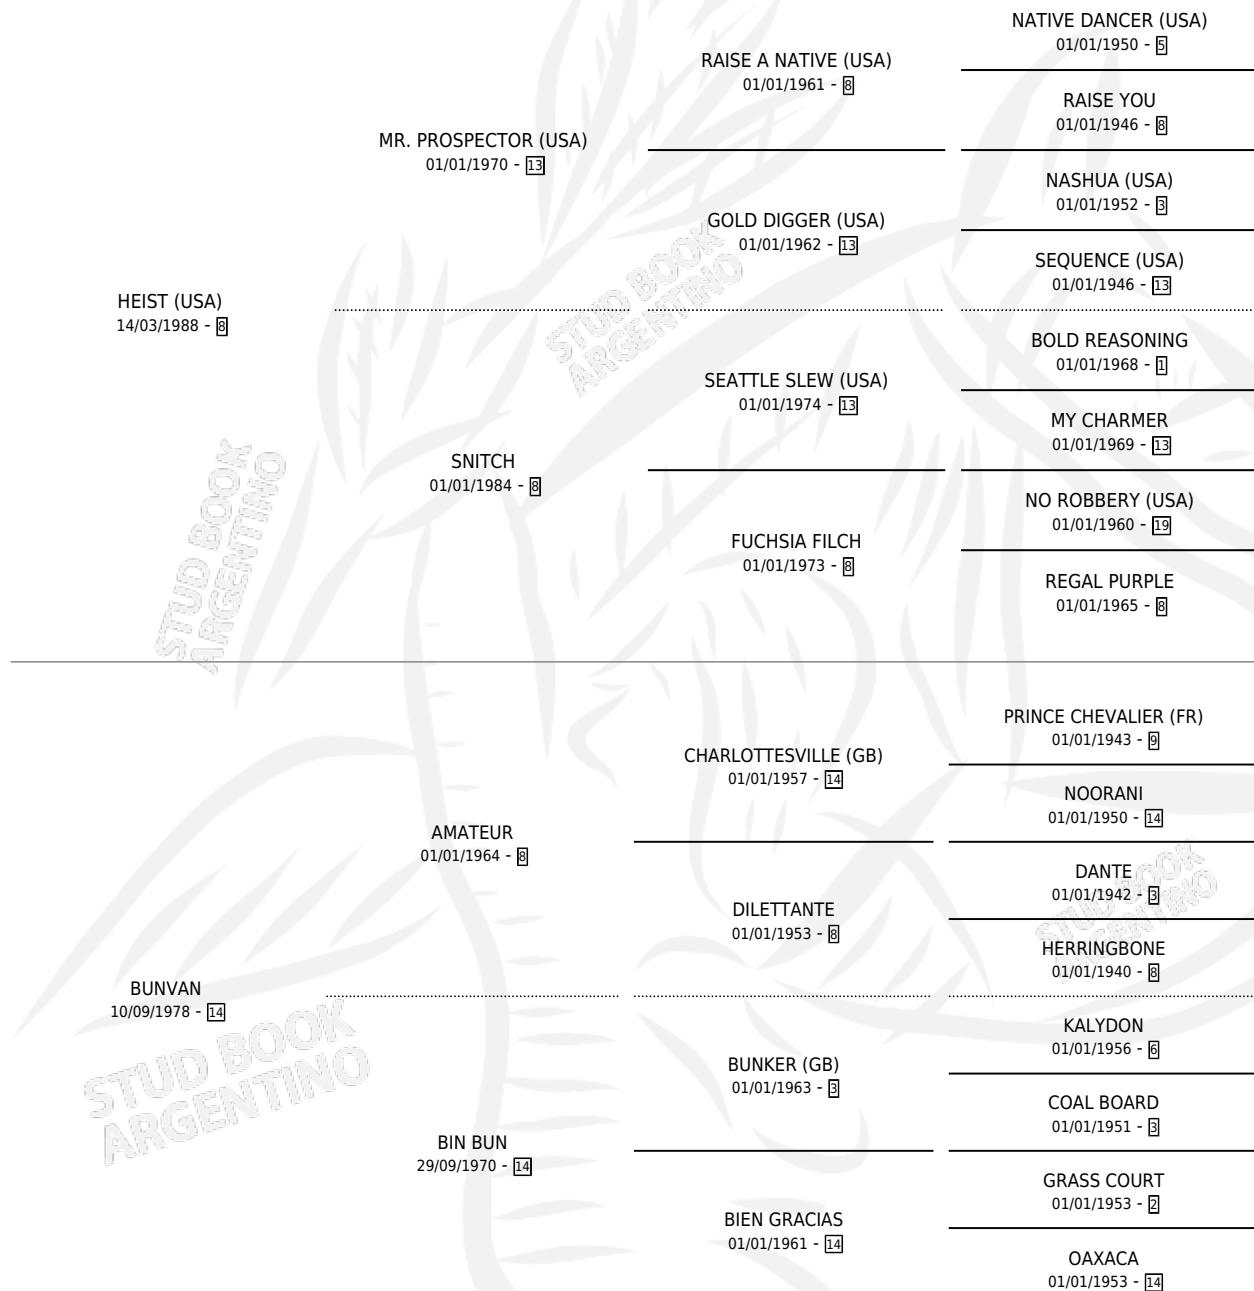 NATIVE DANCER (USA)
01/01/1950 - 5
RAISE A NATIVE (USA)
01/01/1961 - 8
RAISE YOU
01/01/1946 - 8
MR. PROSPECTOR (USA)
01/01/1970 - 13
NASHUA (USA)
01/01/1952 - 3
GOLD DIGGER (USA)
01/01/1962 - 13
SEQUENCE (USA)
01/01/1946 - 13
HEIST (USA)
14/03/1988 - 8
BOLD REASONING
01/01/1968 - 1
SEATTLE SLEW (USA)
01/01/1974 - 13
MY CHARMER
01/01/1969 - 13
SNITCH
01/01/1984 - 8
NO ROBBERY (USA)
01/01/1960 - 19
FUCHSIA FILCH
01/01/1973 - 8
REGAL PURPLE
01/01/1965 - 8
PRINCE CHEVALIER (FR)
01/01/1943 - 9
CHARLOTTESVILLE (GB)
01/01/1957 - 14
NOORANI
01/01/1950 - 14
AMATEUR
01/01/1964 - 8
DANTE
01/01/1942 - 3
DILETTANTE
01/01/1953 - 8
HERRINGBONE
01/01/1940 - 8
BUNVAN
10/09/1978 - 14
KALYDON
01/01/1956 - 6
BUNKER (GB)
01/01/1963 - 3
COAL BOARD
01/01/1951 - 3
BIN BUN
29/09/1970 - 14
GRASS COURT
01/01/1953 - 2
BIEN GRACIAS
01/01/1961 - 14
OAXACA
01/01/1953 - 14
STUD BOOK
ARGENTINO
STUD BOOK
ARGENTINO
STUD BOOK
ARGENTINO
STUD BOOK
ARGENTINO